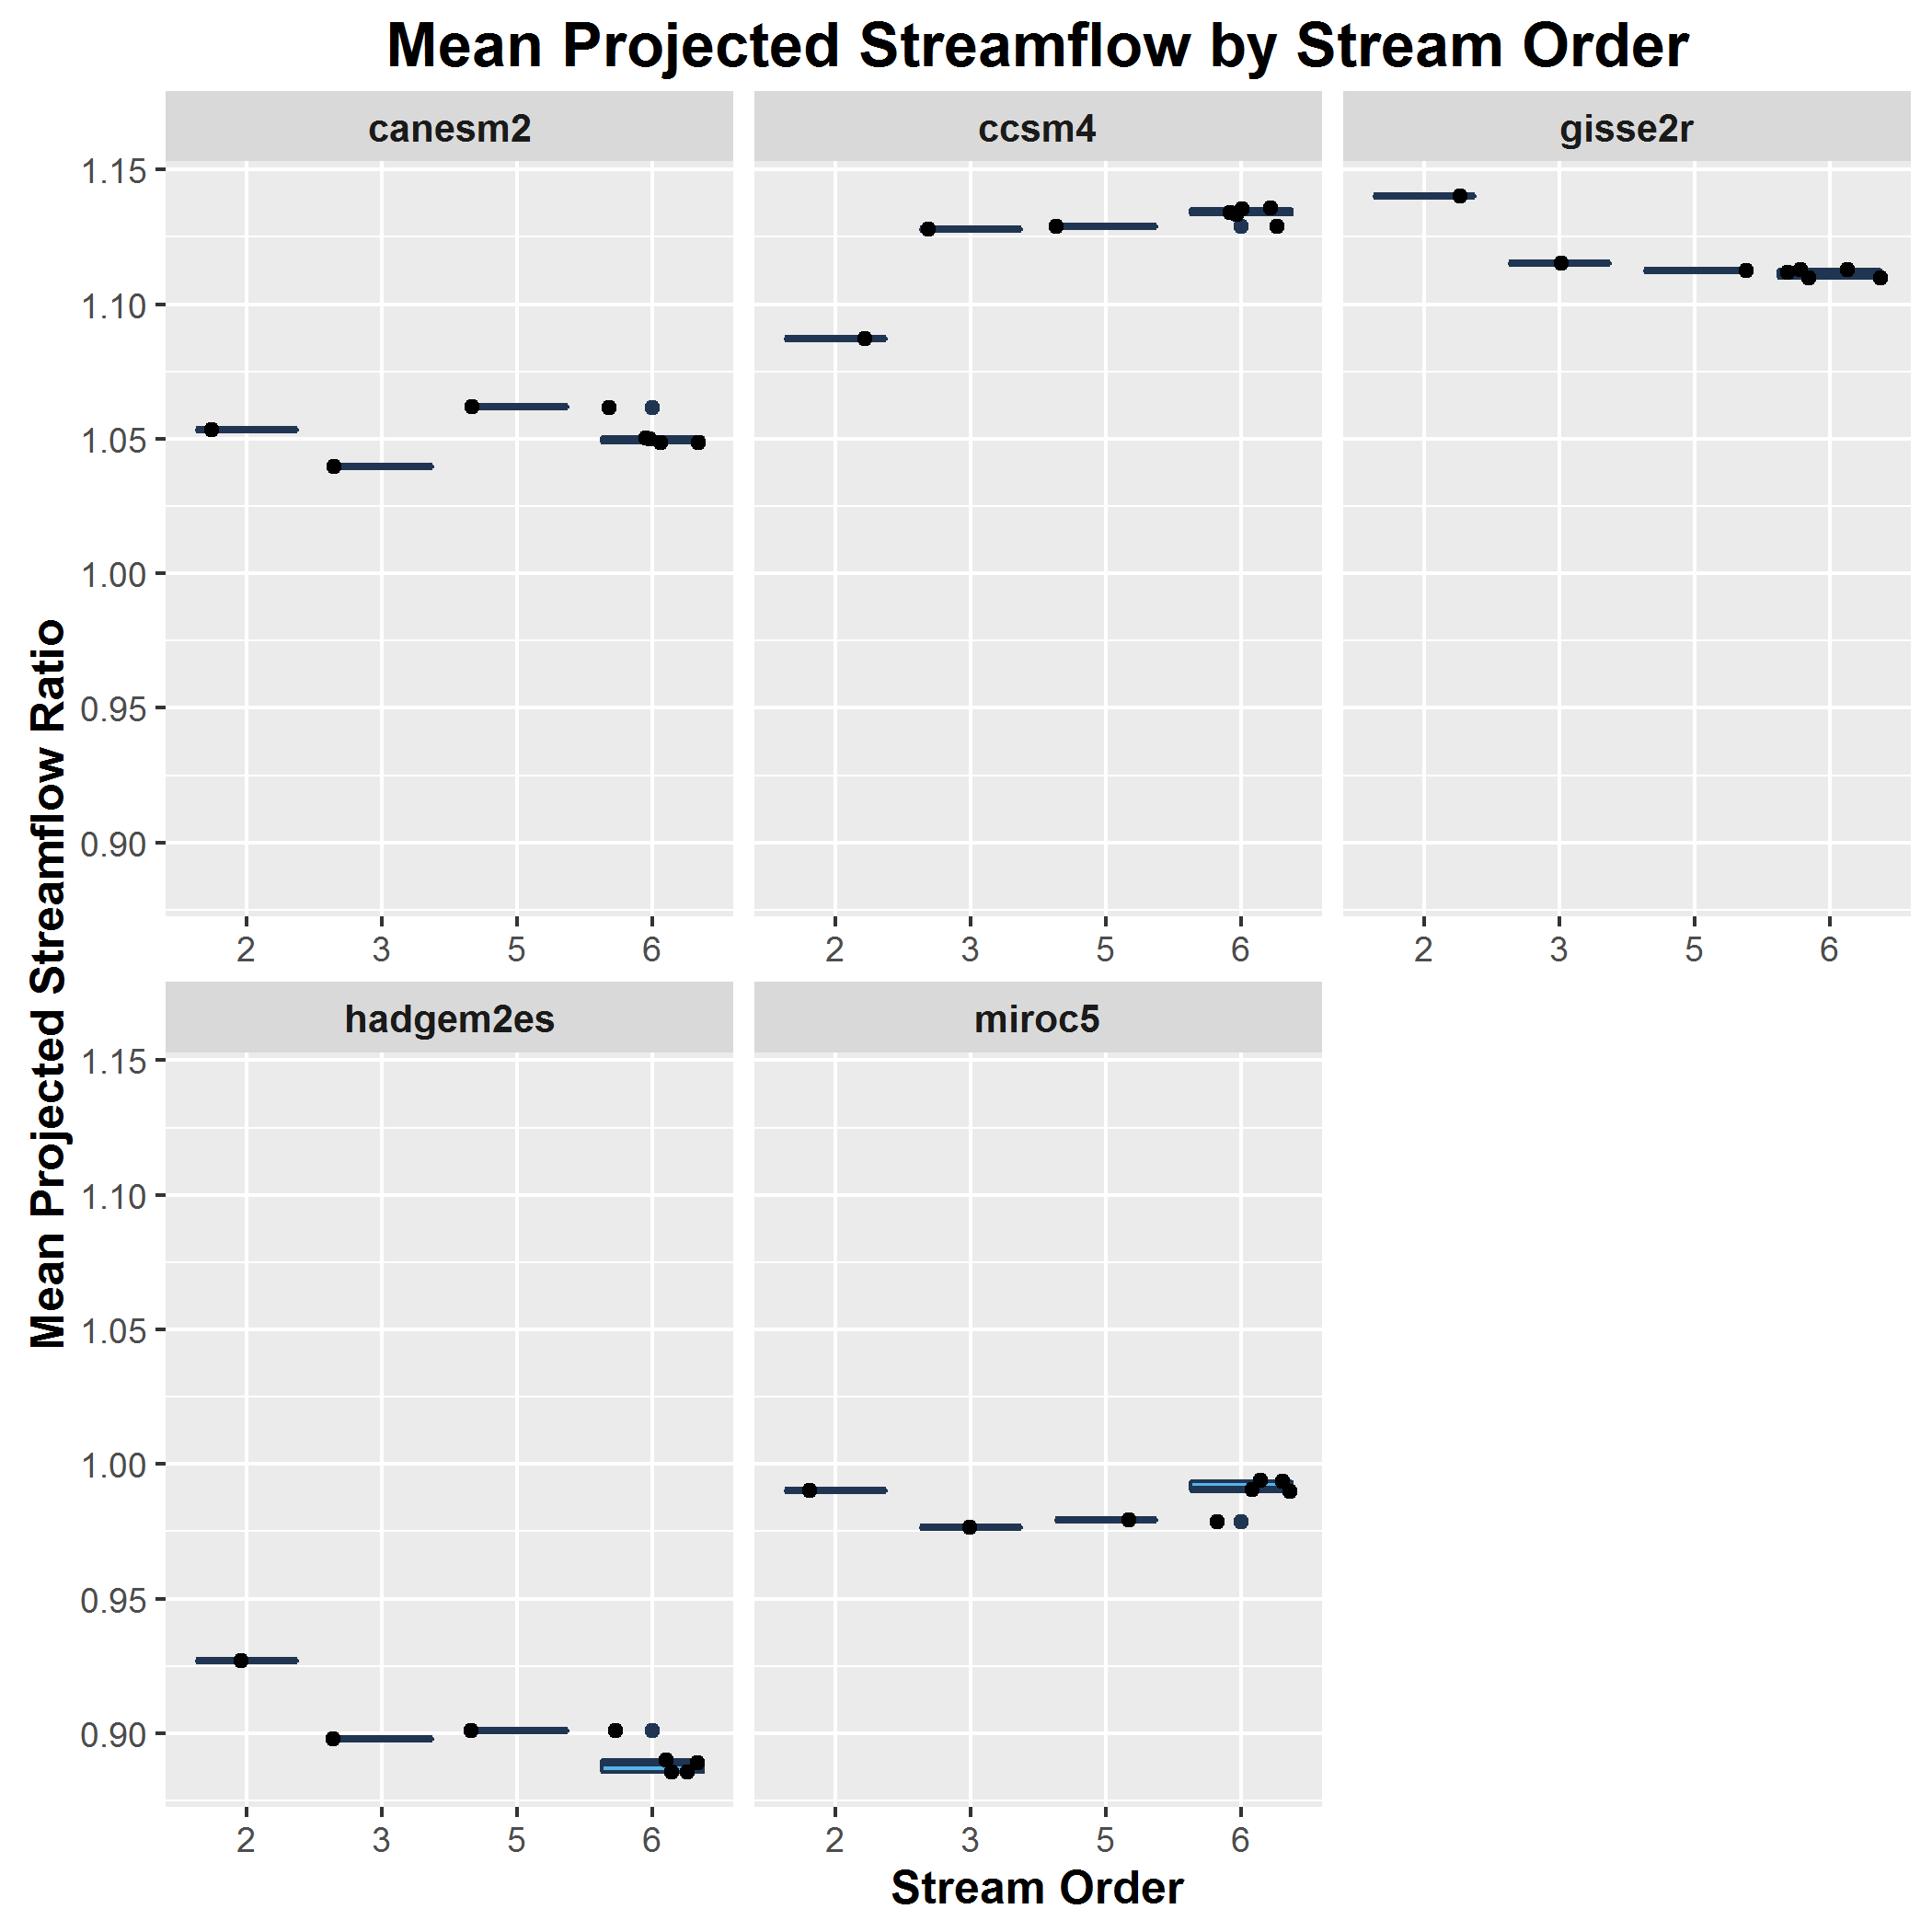 Mean Projected Streamflow by Stream Order
canesm2 ccsm4 gisse2r
1.15
1.10
1.05
1.00
0.95
0.90
2 3 5 6 2 3 5 6 2 3 5 6
Mean Projected Streamflow Ratio
hadgem2es miroc5
1.15
1.10
1.05
1.00
0.95
0.90
2 3 5 6 2 3 5 6
Stream Order